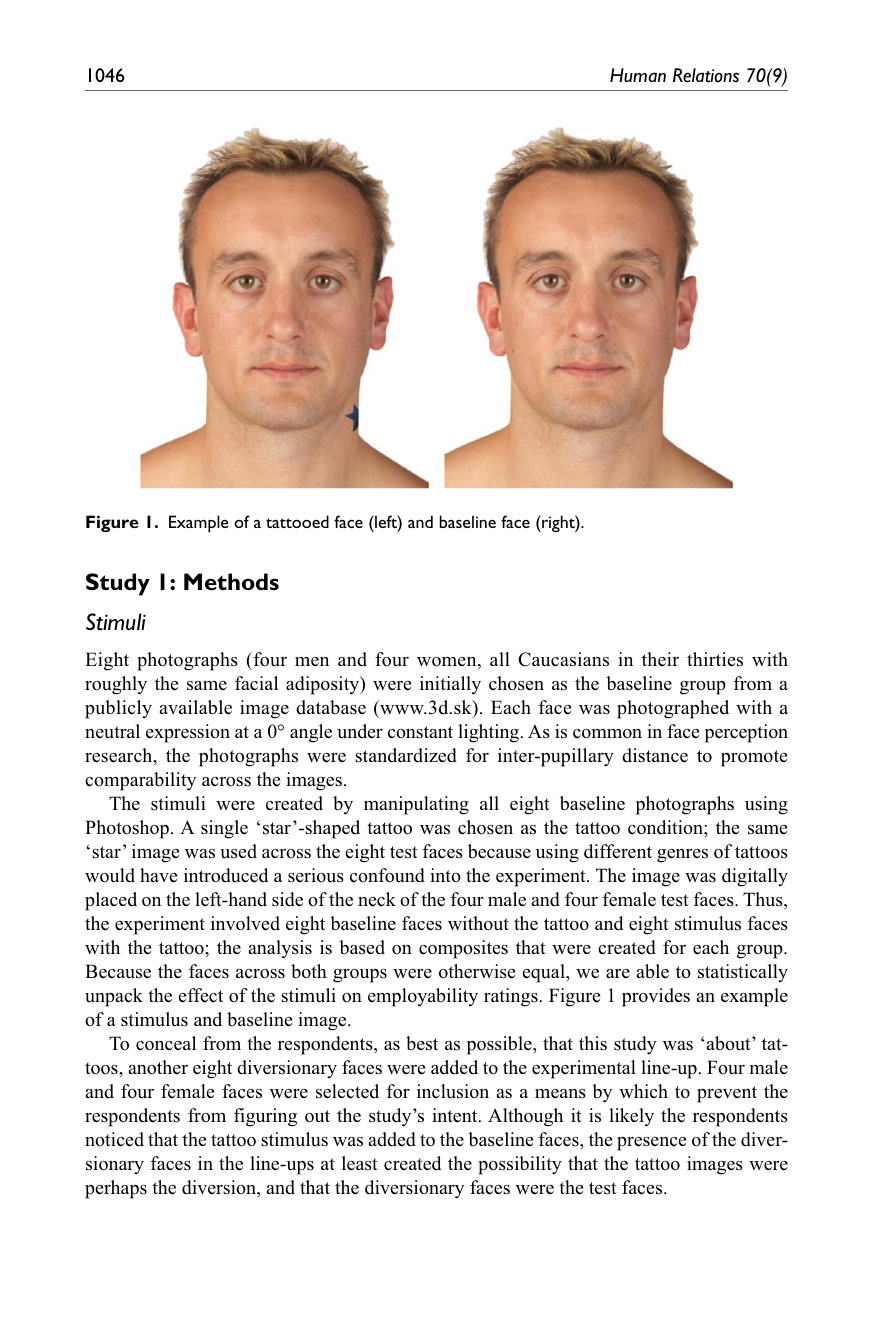 1046
Human Relations 70(9)
Figure 1. Example of a tattooed face (left) and baseline face (right).
Study 1: Methods
Stimuli
Eight photographs (four men and four women, all Caucasians in their thirties with
roughly the same facial adiposity) were initially chosen as the baseline group from a
publicly available image database (www.3d.sk). Each face was photographed with a
neutral expression at a 0° angle under constant lighting. As is common in face perception
research, the photographs were standardized for inter-pupillary distance to promote
comparability across the images.
The stimuli were created by manipulating all eight baseline photographs using
Photoshop. A single ‘star’-shaped tattoo was chosen as the tattoo condition; the same
‘star’ image was used across the eight test faces because using different genres of tattoos
would have introduced a serious confound into the experiment. The image was digitally
placed on the left-hand side of the neck of the four male and four female test faces. Thus,
the experiment involved eight baseline faces without the tattoo and eight stimulus faces
with the tattoo; the analysis is based on composites that were created for each group.
Because the faces across both groups were otherwise equal, we are able to statistically
unpack the effect of the stimuli on employability ratings. Figure 1 provides an example
of a stimulus and baseline image.
To conceal from the respondents, as best as possible, that this study was ‘about’ tat-
toos, another eight diversionary faces were added to the experimental line-up. Four male
and four female faces were selected for inclusion as a means by which to prevent the
respondents from figuring out the study’s intent. Although it is likely the respondents
noticed that the tattoo stimulus was added to the baseline faces, the presence of the diver-
sionary faces in the line-ups at least created the possibility that the tattoo images were
perhaps the diversion, and that the diversionary faces were the test faces.